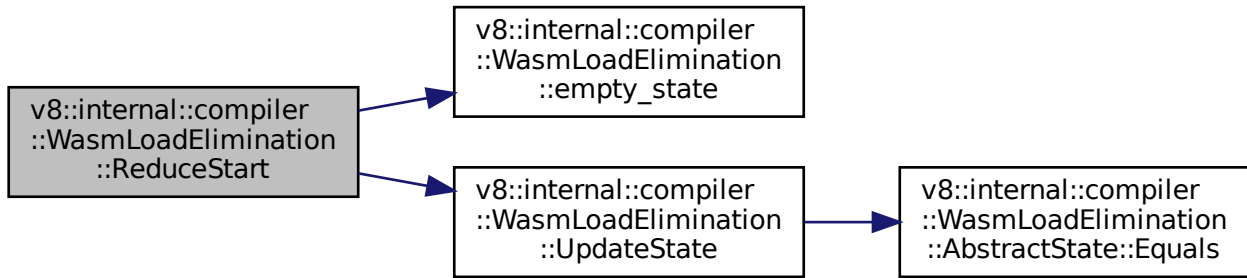 v8::internal::compiler
::WasmLoadElimination
::ReduceStart
v8::internal::compiler
::WasmLoadElimination
::empty_state
v8::internal::compiler
::WasmLoadElimination
::UpdateState
v8::internal::compiler
::WasmLoadElimination
::AbstractState::Equals